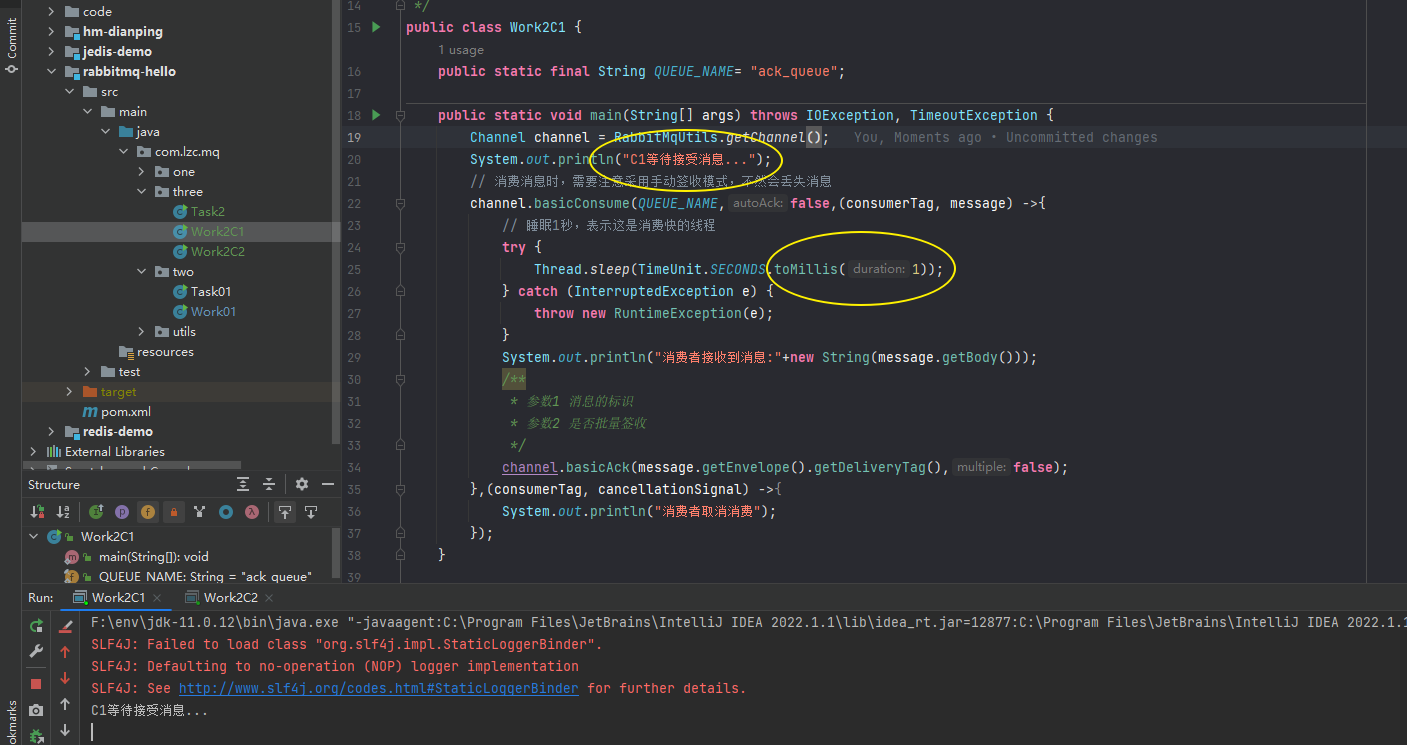 Commit
code
hm-dianping
jedis-demo
rabbitmq-hello
src
main
java
com.lzc.mq
one
three
Task2
Work2C1
Work2C2
two
Task01
Work01
utils
resources
test
target
pom.xml
redis-demo
External Libraries
Structure
Work2C1
main(String[]): void
QUEUE NAME: String = "ack queue"
14 */
15 public class Work2C1 {
1 usage
16 public static final String QUEUE_NAME= "ack_queue";
17
18 public static void main(String[] args) throws IOException, TimeoutException {
19 Channel channel = RabbitMqUtils.getChannel(); You, Moments ago • Uncommitted changes
20 System.out.println("C1等待接受消息...");
21 // 消费消息时，需要注意采用手动签收模式，不然会丢失消息
22 channel.basicConsume(QUEUE_NAME, autoAck: false,(consumerTag, message) ->{
23 // 睡眠1秒，表示这是消费快的线程
24 try {
25 Thread.sleep(TimeUnit.SECONDS.toMillis( duration: 1));
26 } catch (InterruptedException e) {
27 throw new RuntimeException(e);
28 }
29 System.out.println("消费者接收到消息:"+new String(message.getBody()));
30 /**
31 * 参数1 消息的标识
32 * 参数2 是否批量签收
33 */
34 channel.basicAck(message.getEnvelope().getDeliveryTag(), multiple: false);
35 },(consumerTag, cancellationSignal) ->{
36 System.out.println("消费者取消消费");
37 });
38 }
39
Run: Work2C1 Work2C2
F:\env\jdk-11.0.12\bin\java.exe "-javaagent:C:\Program Files\JetBrains\IntelliJ IDEA 2022.1.1\lib\idea_rt.jar=12877:C:\Program Files\JetBrains\IntelliJ IDEA 2022.1.1
SLF4J: Failed to load class "org.slf4j.impl.StaticLoggerBinder".
SLF4J: Defaulting to no-operation (NOP) logger implementation
SLF4J: See http://www.slf4j.org/codes.html#StaticLoggerBinder for further details.
C1等待接受消息...
okmarks